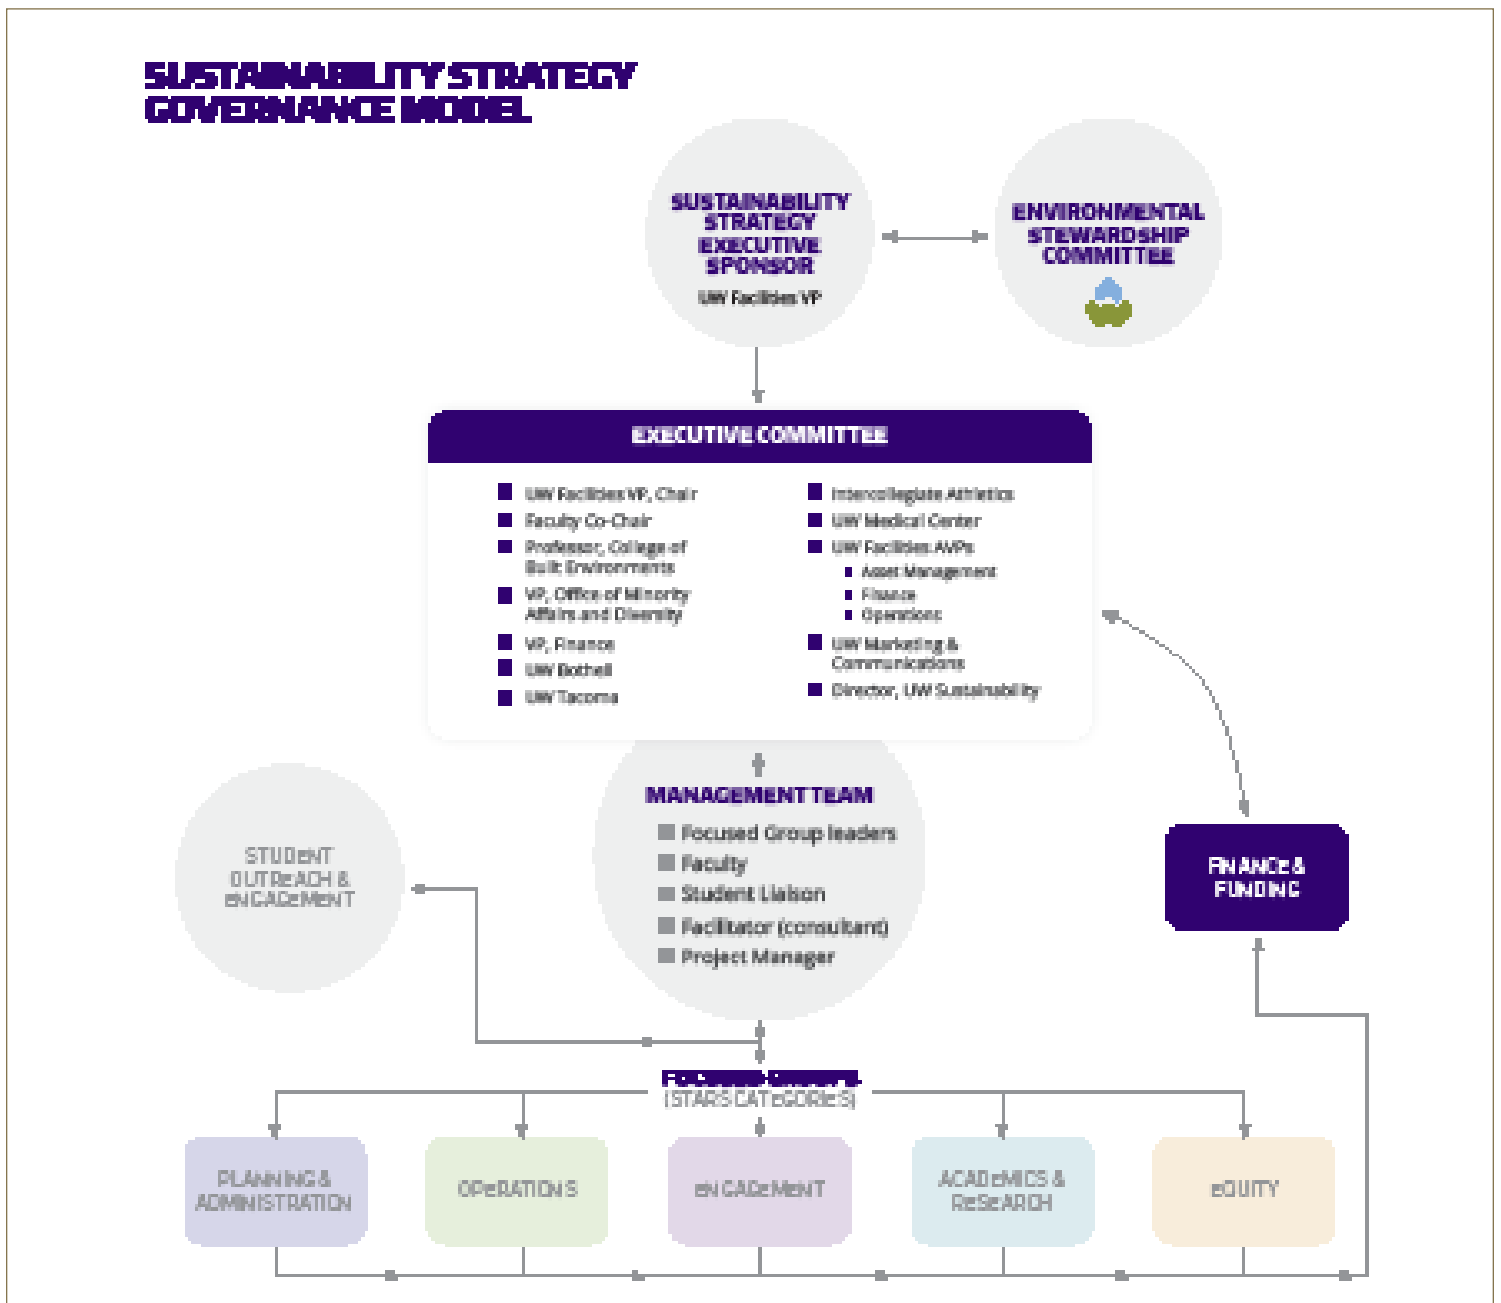 SUSTAINABILITY STRATEGY
GOVERNANCE MODEL
SUSTAINABILITY
STRATEGY
EXECUTIVE
SPONSOR
UW Facilities VP
ENVIRONMENTAL
STEWARDSHIP
COMMITTEE
EXECUTIVE COMMITTEE
UW Facilities VP, Chair
Faculty Co-Chair
Professor, College of
Built Environments
VP, Office of Minority
Affairs and Diversity
VP, Finance
UW Bothell
UW Tacoma
Intercollegiate Athletics
UW Medical Center
UW Facilities AVPs
Asset Management
Finance
Operations
UW Marketing &
Communications
Director, UW Sustainability
MANAGEMENT TEAM
Focused Group leaders
Faculty
Student Liaison
Facilitator (consultant)
Project Manager
STUDENT
OUTREACH &
ENGAGEMENT
FINANCE &
FUNDING
FOCUSED GROUPS
(STARS CATEGORIES)
PLANNING &
ADMINISTRATION
OPERATIONS
ENGAGEMENT
ACADEMICS &
RESEARCH
EQUITY